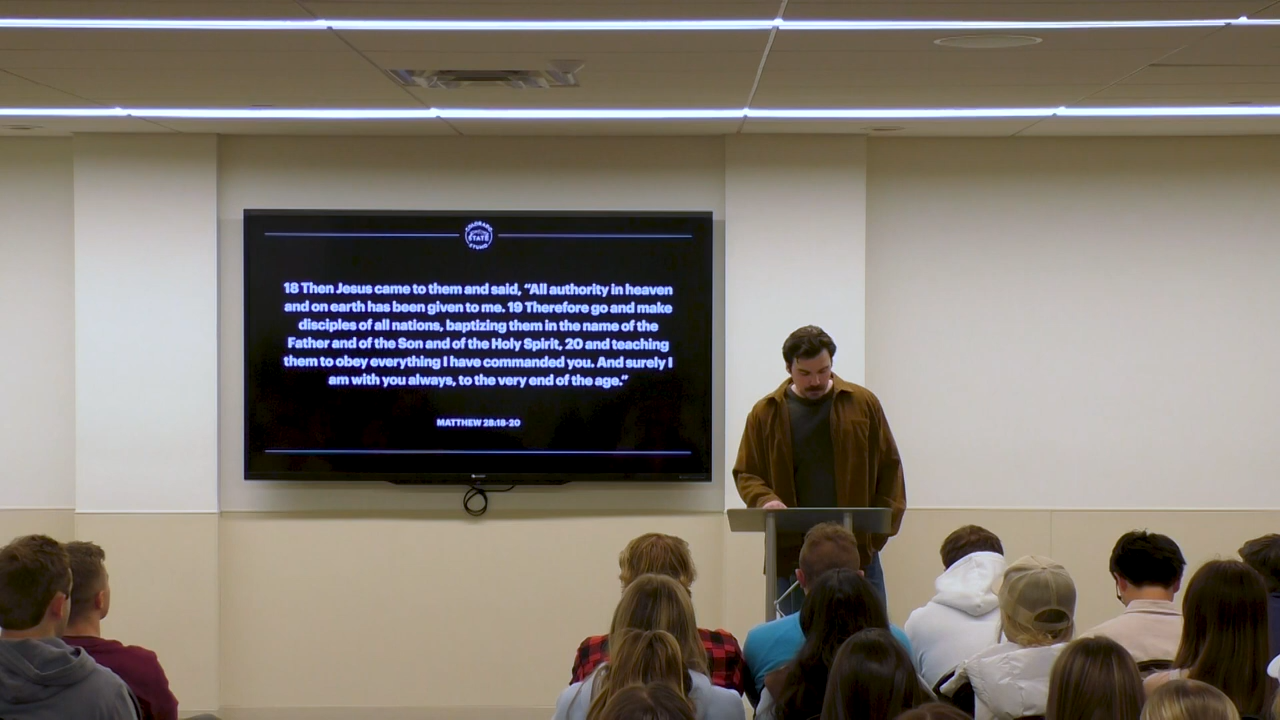 COLORADO
STATE
STUMO
18 Then Jesus came to them and said, “All authority in heaven
and on earth has been given to me. 19 Therefore go and make
disciples of all nations, baptizing them in the name of the
Father and of the Son and of the Holy Spirit, 20 and teaching
them to obey everything I have commanded you. And surely I
am with you always, to the very end of the age.”
MATTHEW 28:18-20